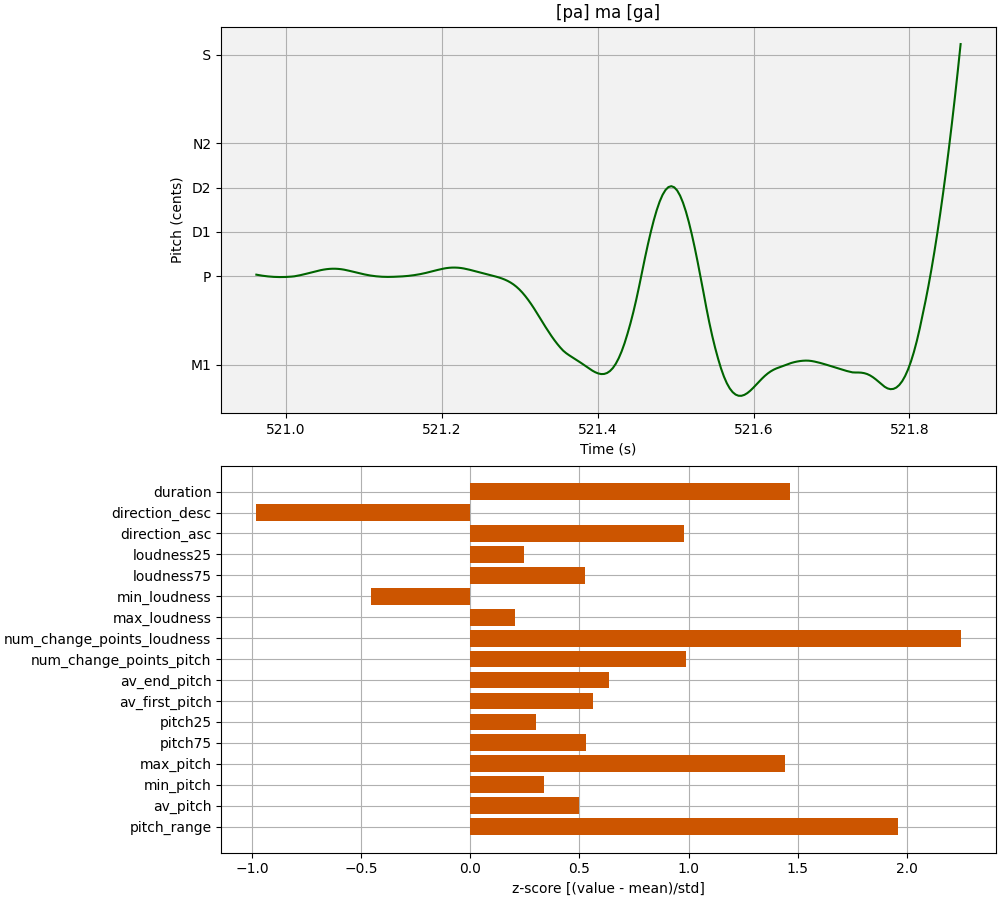 [pa] ma [ga]
S
N2
D2
D1
P
M1
Pitch (cents)
521.0 521.2 521.4 521.6 521.8
Time (s)
duration
direction_desc
direction_asc
loudness25
loudness75
min_loudness
max_loudness
num_change_points_loudness
num_change_points_pitch
av_end_pitch
av_first_pitch
pitch25
pitch75
max_pitch
min_pitch
av_pitch
pitch_range
−1.0 −0.5 0.0 0.5 1.0 1.5 2.0
z-score [(value - mean)/std]